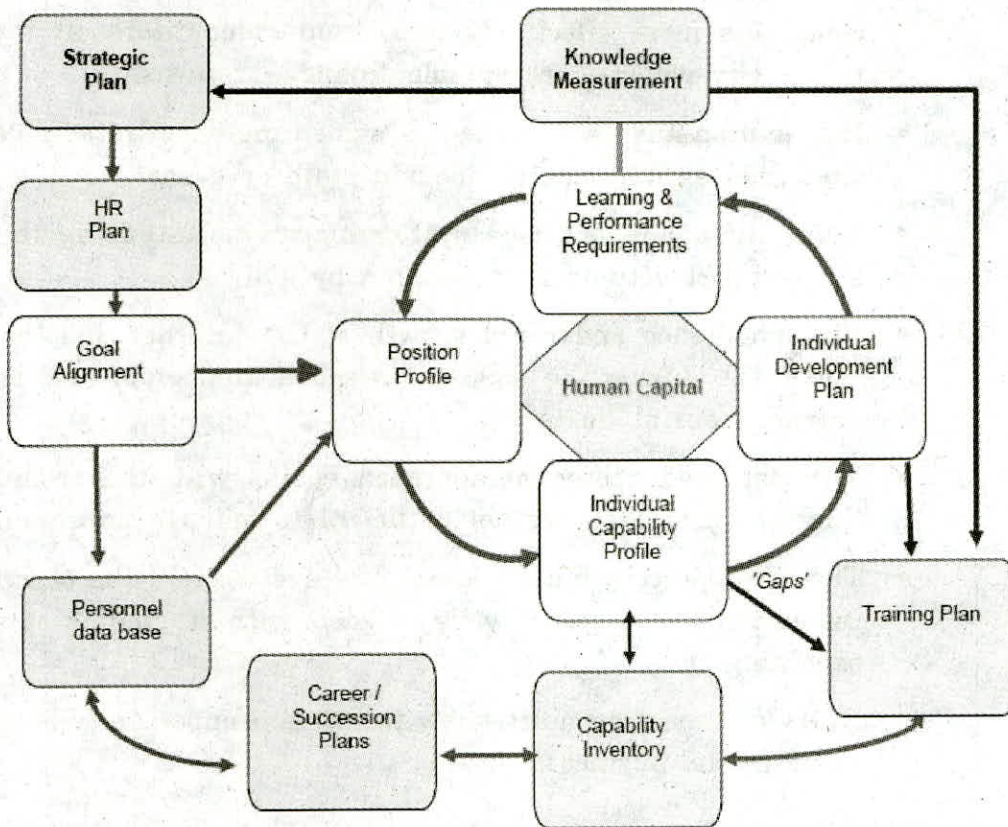 Strategic
Plan
Knowledge
Measurement
HR
Plan
Learning &
Performance
Requirements
Goal
Alignment
Position
Profile
Human Capital
Individual
Development
Plan
Individual
Capability
Profile
'Gaps'
Personnel
data base
Training Plan
Career /
Succession
Plans
Capability
Inventory